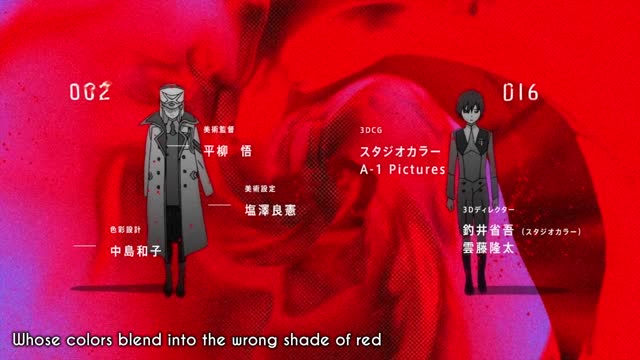 002
016
美術監督
平柳 悟
美術設定
塩澤良憲
色彩設計
中島和子
3DCG
スタジオカラー
A-1 Pictures
3Dディレクター
釣井省吾 (スタジオカラー)
雲藤隆太
Whose colors blend into the wrong shade of red